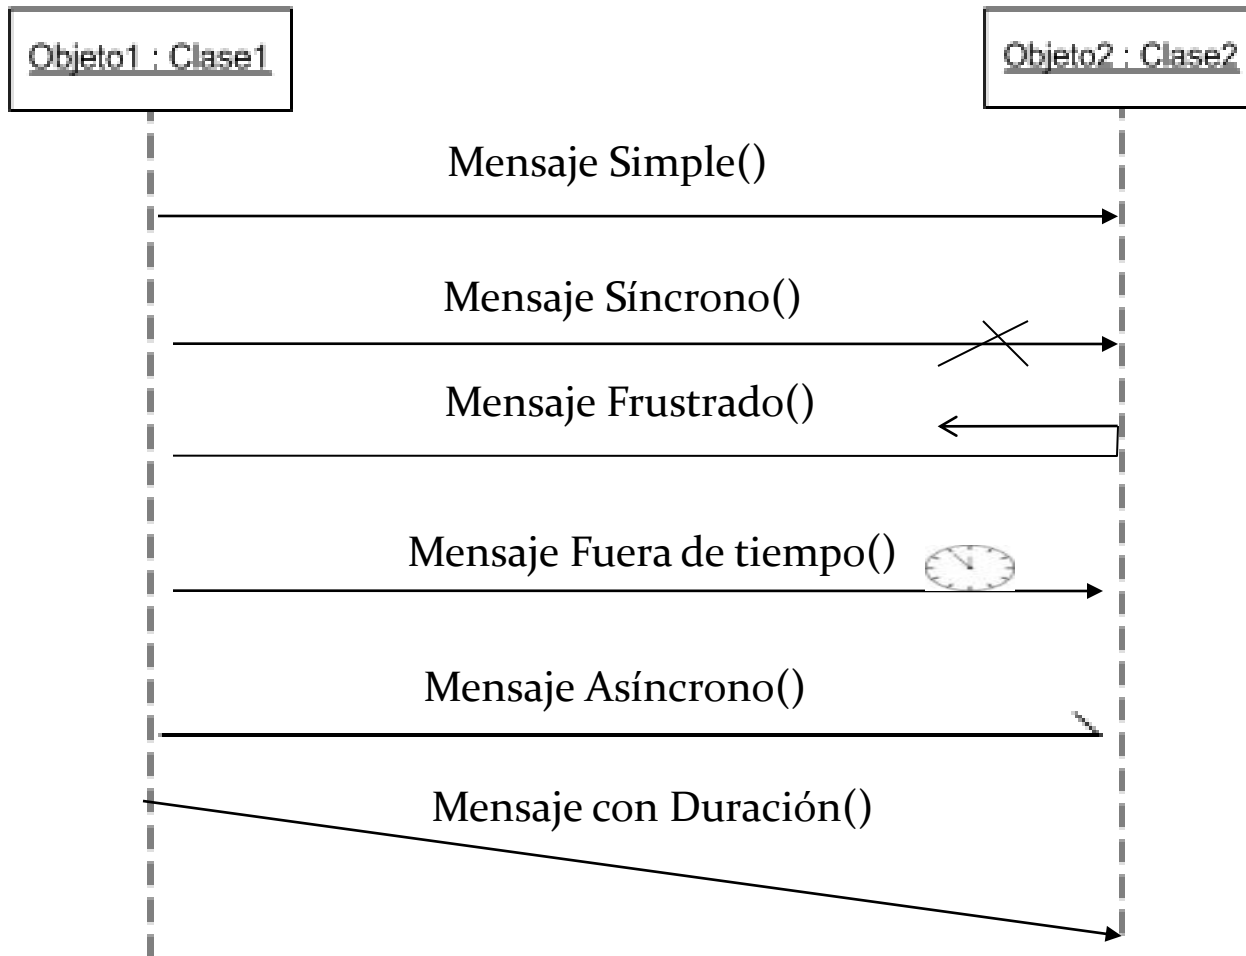 Objeto1 : Clase1
Objeto2 : Clase2
Mensaje Simple()
Mensaje Síncrono()
Mensaje Frustrado()
Mensaje Fuera de tiempo()
Mensaje Asíncrono()
Mensaje con Duración()